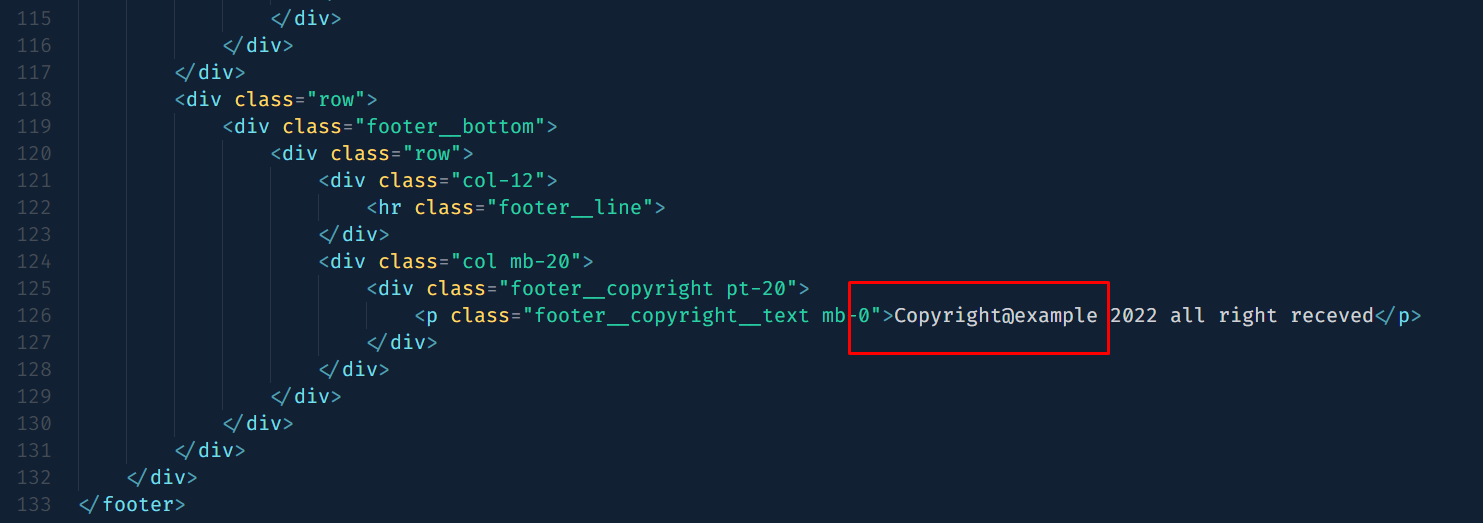 115 </div>
116 </div>
117 </div>
118 <div class="row">
119 <div class="footer__bottom">
120 <div class="row">
121 <div class="col-12">
122 <hr class="footer__line">
123 </div>
124 <div class="col mb-20">
125 <div class="footer__copyright pt-20">
126 <p class="footer__copyright__text mb-0">Copyright@example 2022 all right receved</p>
127 </div>
128 </div>
129 </div>
130 </div>
131 </div>
132 </div>
133 </footer>